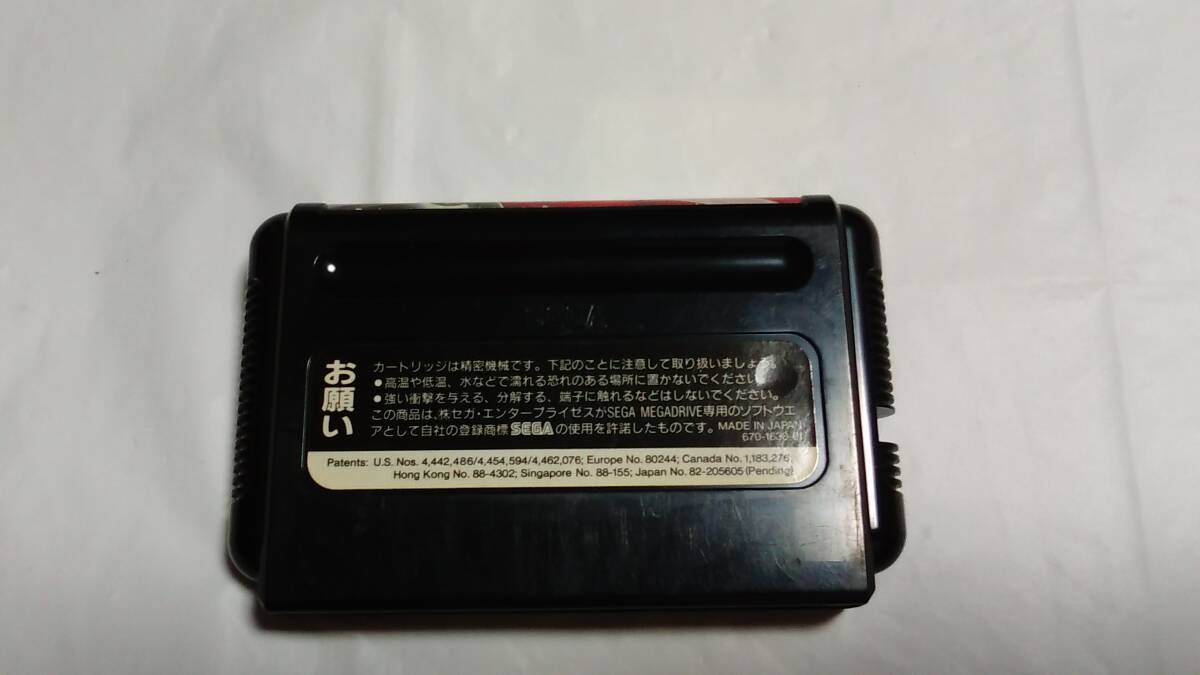 SEGA
お願い
カートリッジは精密機械です。下記のことに注意して取り扱いましょう。
●高温や低温、水などで濡れる恐れのある場所に置かないでください。
●強い衝撃を与える、分解する、端子に触れるなどはしないでください。
この商品は、株セガ・エンタープライゼスがSEGA MEGADRIVE専用のソフトウエ
アとして自社の登録商標SEGAの使用を許諾したものです。 MADE IN JAPAN
670-1636-01
Patents: U.S. Nos. 4,442,486/4,454,594/4,462,076; Europe No. 80244; Canada No. 1,183,276;
Hong Kong No. 88-4302; Singapore No. 88-155; Japan No. 82-205605 (Pending)